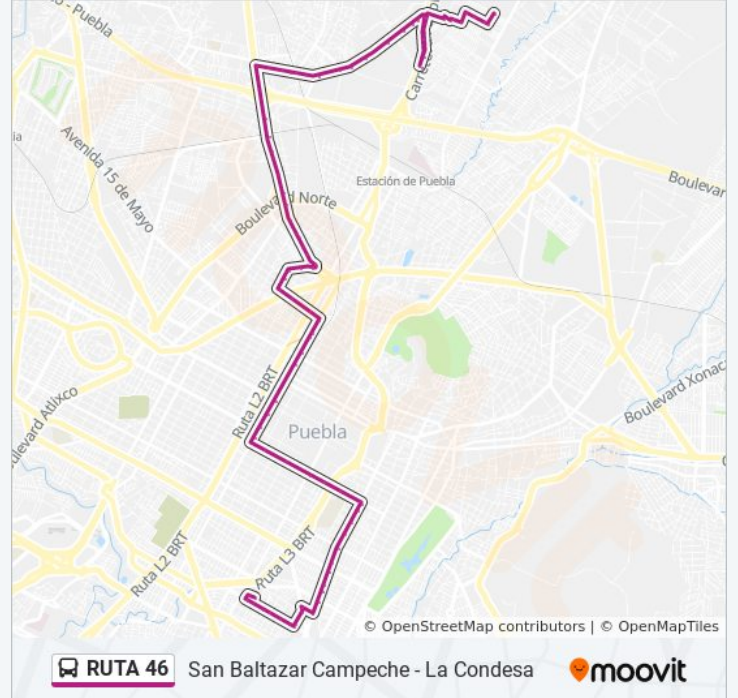 - Puebla
Carret
Avenida 15 de Mayo
Estación de Puebla
Boulevar
Boulevard Norte
Ruta L2 BRT
Boulevard Xonac
ulevard Atlixco
Puebla
Ruta L3 BRT
Ruta L2 BRT
© OpenStreetMap contributors | © OpenMapTiles
RUTA 46 San Baltazar Campeche - La Condesa moovit